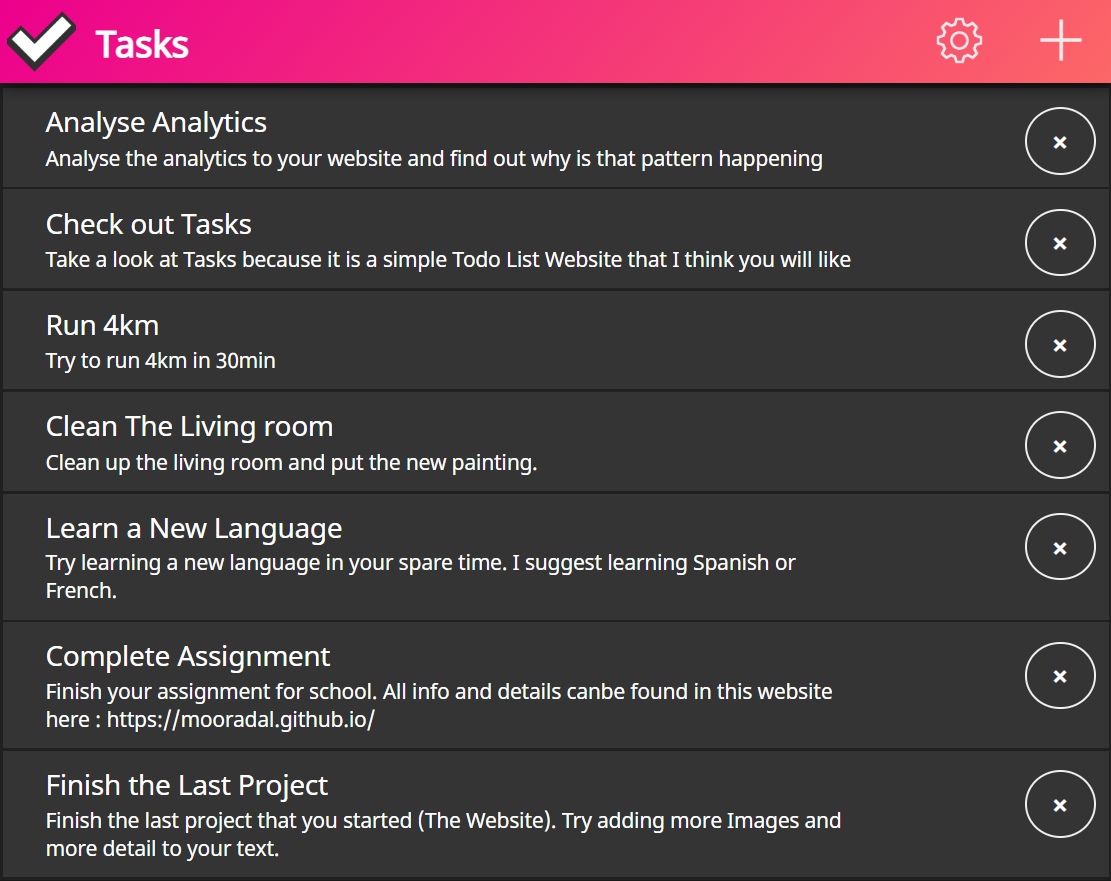 Tasks
Analyse Analytics
Analyse the analytics to your website and find out why is that pattern happening
Check out Tasks
Take a look at Tasks because it is a simple Todo List Website that I think you will like
Run 4km
Try to run 4km in 30min
Clean The Living room
Clean up the living room and put the new painting.
Learn a New Language
Try learning a new language in your spare time. I suggest learning Spanish or
French.
Complete Assignment
Finish your assignment for school. All info and details canbe found in this website
here : https://mooradal.github.io/
Finish the Last Project
Finish the last project that you started (The Website). Try adding more Images and
more detail to your text.